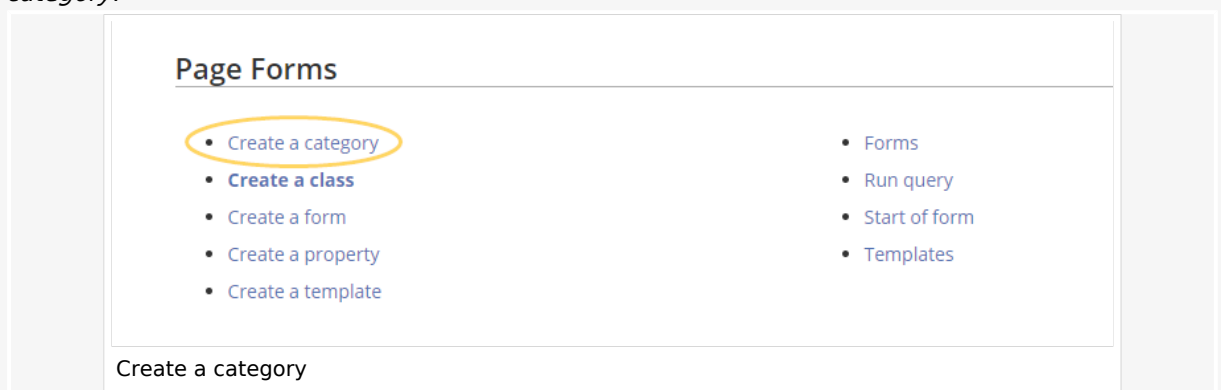 category.
Page Forms
Create a category
Create a class
Create a form
Create a property
Create a template
Forms
Run query
Start of form
Templates
Create a category